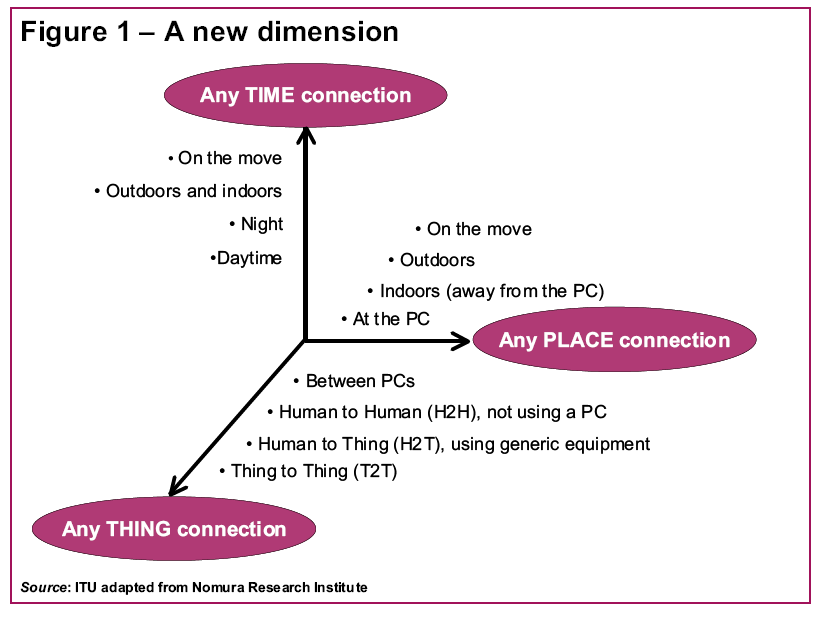 Figure 1 – A new dimension
Any TIME connection
• On the move
• Outdoors and indoors
• Night
•Daytime
• On the move
• Outdoors
• Indoors (away from the PC)
• At the PC
Any PLACE connection
• Between PCs
• Human to Human (H2H), not using a PC
• Human to Thing (H2T), using generic equipment
• Thing to Thing (T2T)
Any THING connection
Source: ITU adapted from Nomura Research Institute